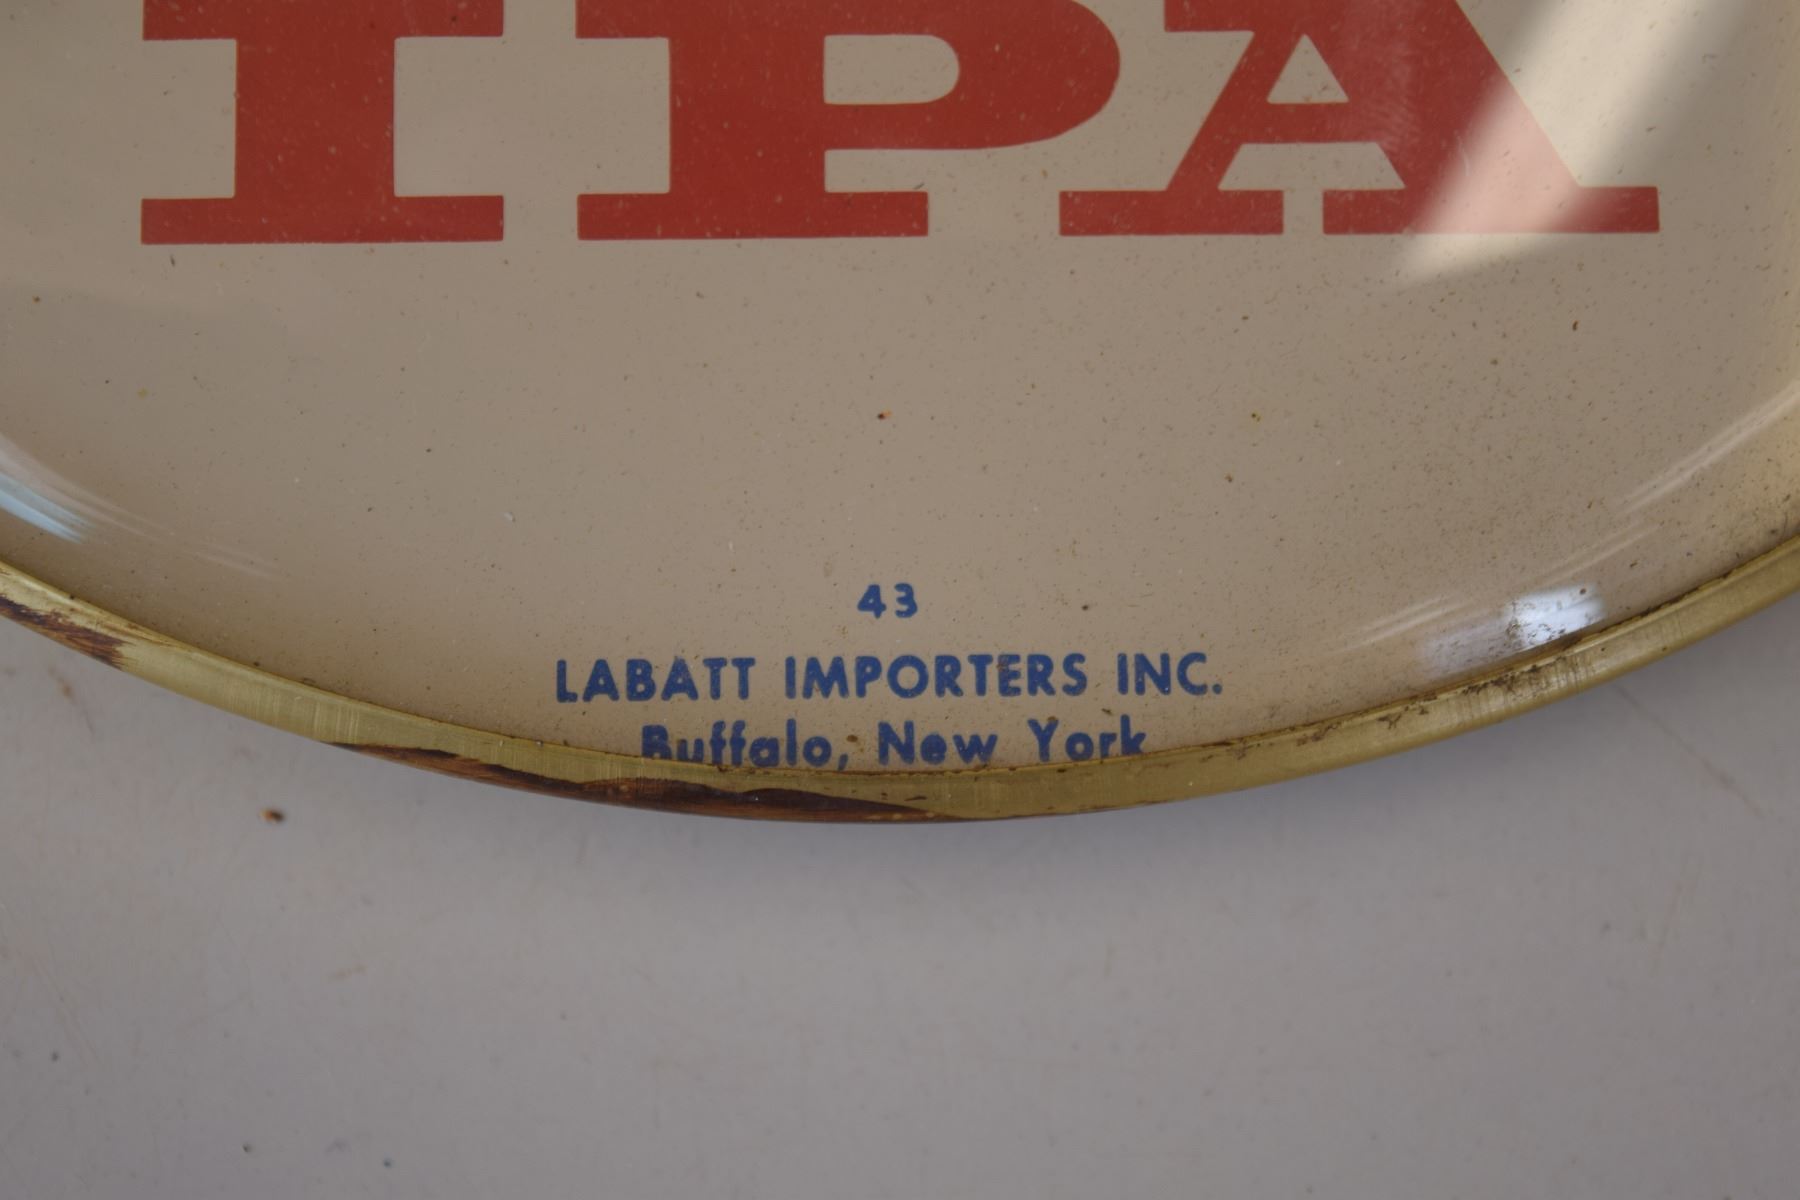 IPA
43
LABATT IMPORTERS INC.
Buffalo, New York